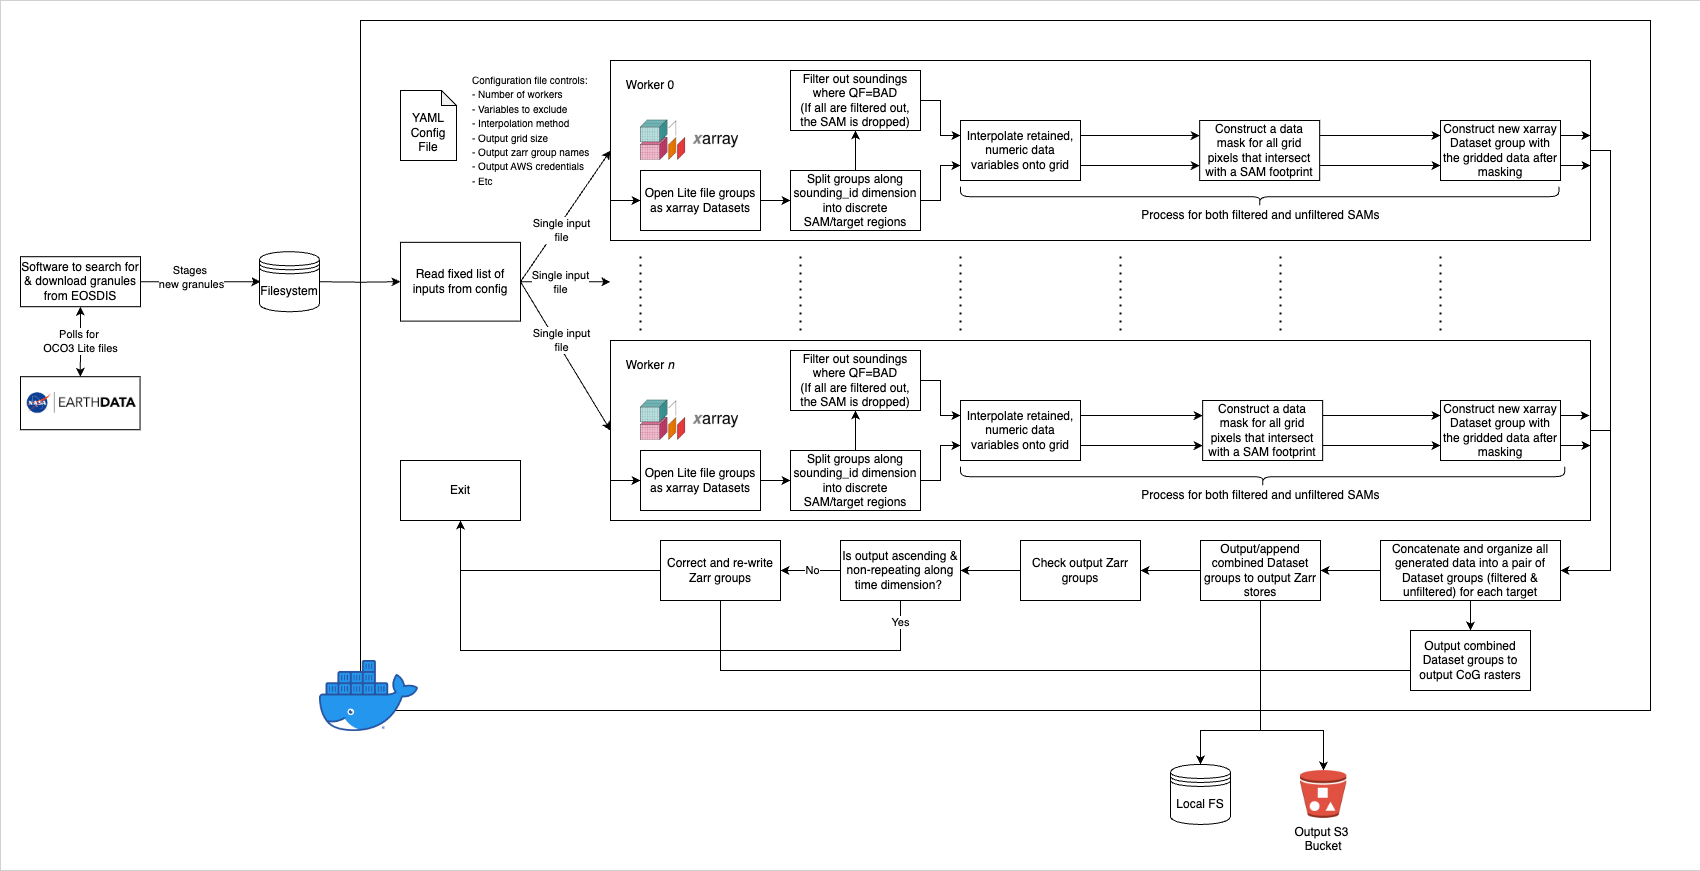 YAML
Config
File
Configuration file controls:
- Number of workers
- Variables to exclude
- Interpolation method
- Output grid size
- Output zarr group names
- Output AWS credentials
- Etc
Software to search for
& download granules
from EOSDIS
Stages
new granules
Filesystem
Polls for
OCO3 Lite files
NASA
EARTHDATA
Read fixed list of
inputs from config
Single input
file
Single input
file
Single input
file
Worker 0
xarray
Open Lite file groups
as xarray Datasets
Filter out soundings
where QF=BAD
(If all are filtered out,
the SAM is dropped)
Split groups along
sounding_id dimension
into discrete
SAM/target regions
Interpolate retained,
numeric data
variables onto grid
Construct a data
mask for all grid
pixels that intersect
with a SAM footprint
Construct new xarray
Dataset group with
the gridded data after
masking
Process for both filtered and unfiltered SAMs
Worker n
xarray
Open Lite file groups
as xarray Datasets
Filter out soundings
where QF=BAD
(If all are filtered out,
the SAM is dropped)
Split groups along
sounding_id dimension
into discrete
SAM/target regions
Interpolate retained,
numeric data
variables onto grid
Construct a data
mask for all grid
pixels that intersect
with a SAM footprint
Construct new xarray
Dataset group with
the gridded data after
masking
Process for both filtered and unfiltered SAMs
Exit
Correct and re-write
Zarr groups
No
Is output ascending &
non-repeating along
time dimension?
Yes
Check output Zarr
groups
Output/append
combined Dataset
groups to output Zarr
stores
Concatenate and organize all
generated data into a pair of
Dataset groups (filtered &
unfiltered) for each target
Output combined
Dataset groups to
output CoG rasters
Local FS
Output S3
Bucket